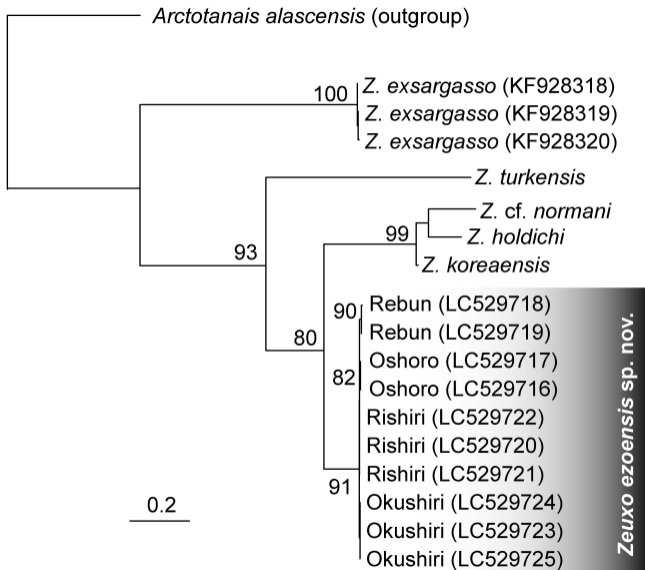 Arctotanais alascensis (outgroup)
100
Z. exsargasso (KF928318)
Z. exsargasso (KF928319)
Z. exsargasso (KF928320)
Z. turkensis
Z. cf. normani
99
Z. holdichi
93
Z. koreaensis
90
Rebun (LC529718)
Rebun (LC529719)
80
Oshoro (LC529717)
82
Oshoro (LC529716)
Rishiri (LC529722)
Rishiri (LC529720)
Rishiri (LC529721)
91
Okushiri (LC529724)
Okushiri (LC529723)
Okushiri (LC529725)
0.2
Zeuxo ezoensis sp. nov.